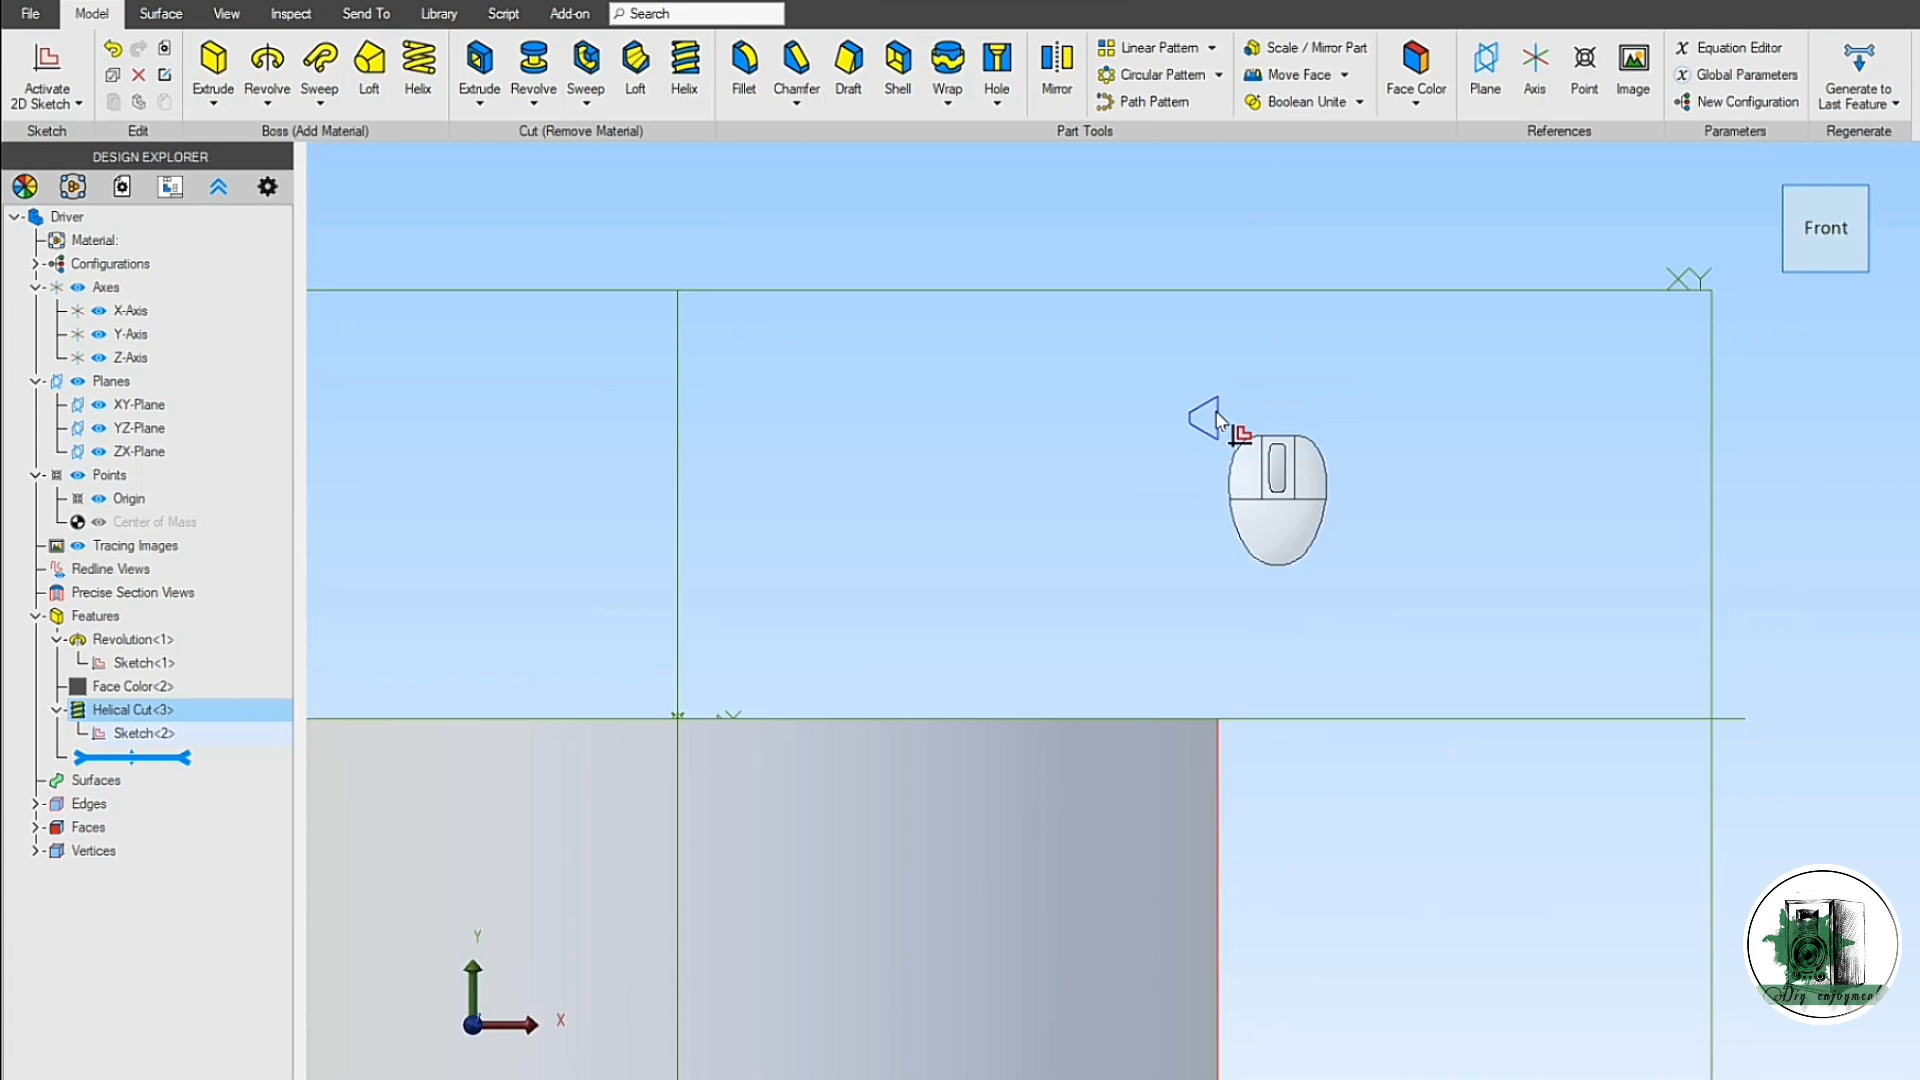 File Model Surface View Inspect Send To Library Script Add-on Search
Activate
2D Sketch
Extrude Revolve Sweep Loft Helix
Extrude Revolve Sweep Loft Helix
Fillet Chamfer Draft Shell Wrap Hole
Mirror
Linear Pattern
Circular Pattern
Path Pattern
Scale / Mirror Part
Move Face
Boolean Unite
Face Color
Plane Axis Point Image
Equation Editor
Global Parameters
New Configuration
Generate to
Last Feature
Sketch Edit Boss (Add Material) Cut (Remove Material) Part Tools References Parameters Regenerate
DESIGN EXPLORER
Driver
Material:
Configurations
Axes
X-Axis
Y-Axis
Z-Axis
Planes
XY-Plane
YZ-Plane
ZX-Plane
Points
Origin
Center of Mass
Tracing Images
Redline Views
Precise Section Views
Features
Revolution<1>
Sketch<1>
Face Color<2>
Helical Cut<3>
Sketch<2>
Surfaces
Edges
Faces
Vertices
Front
XY
Y
X
Diy enjoyment